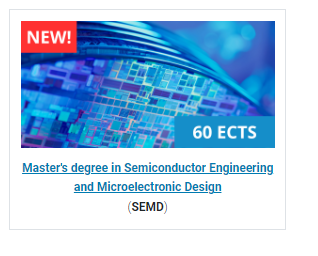 NEW!
60 ECTS
Master's degree in Semiconductor Engineering
and Microelectronic Design
(SEMD)